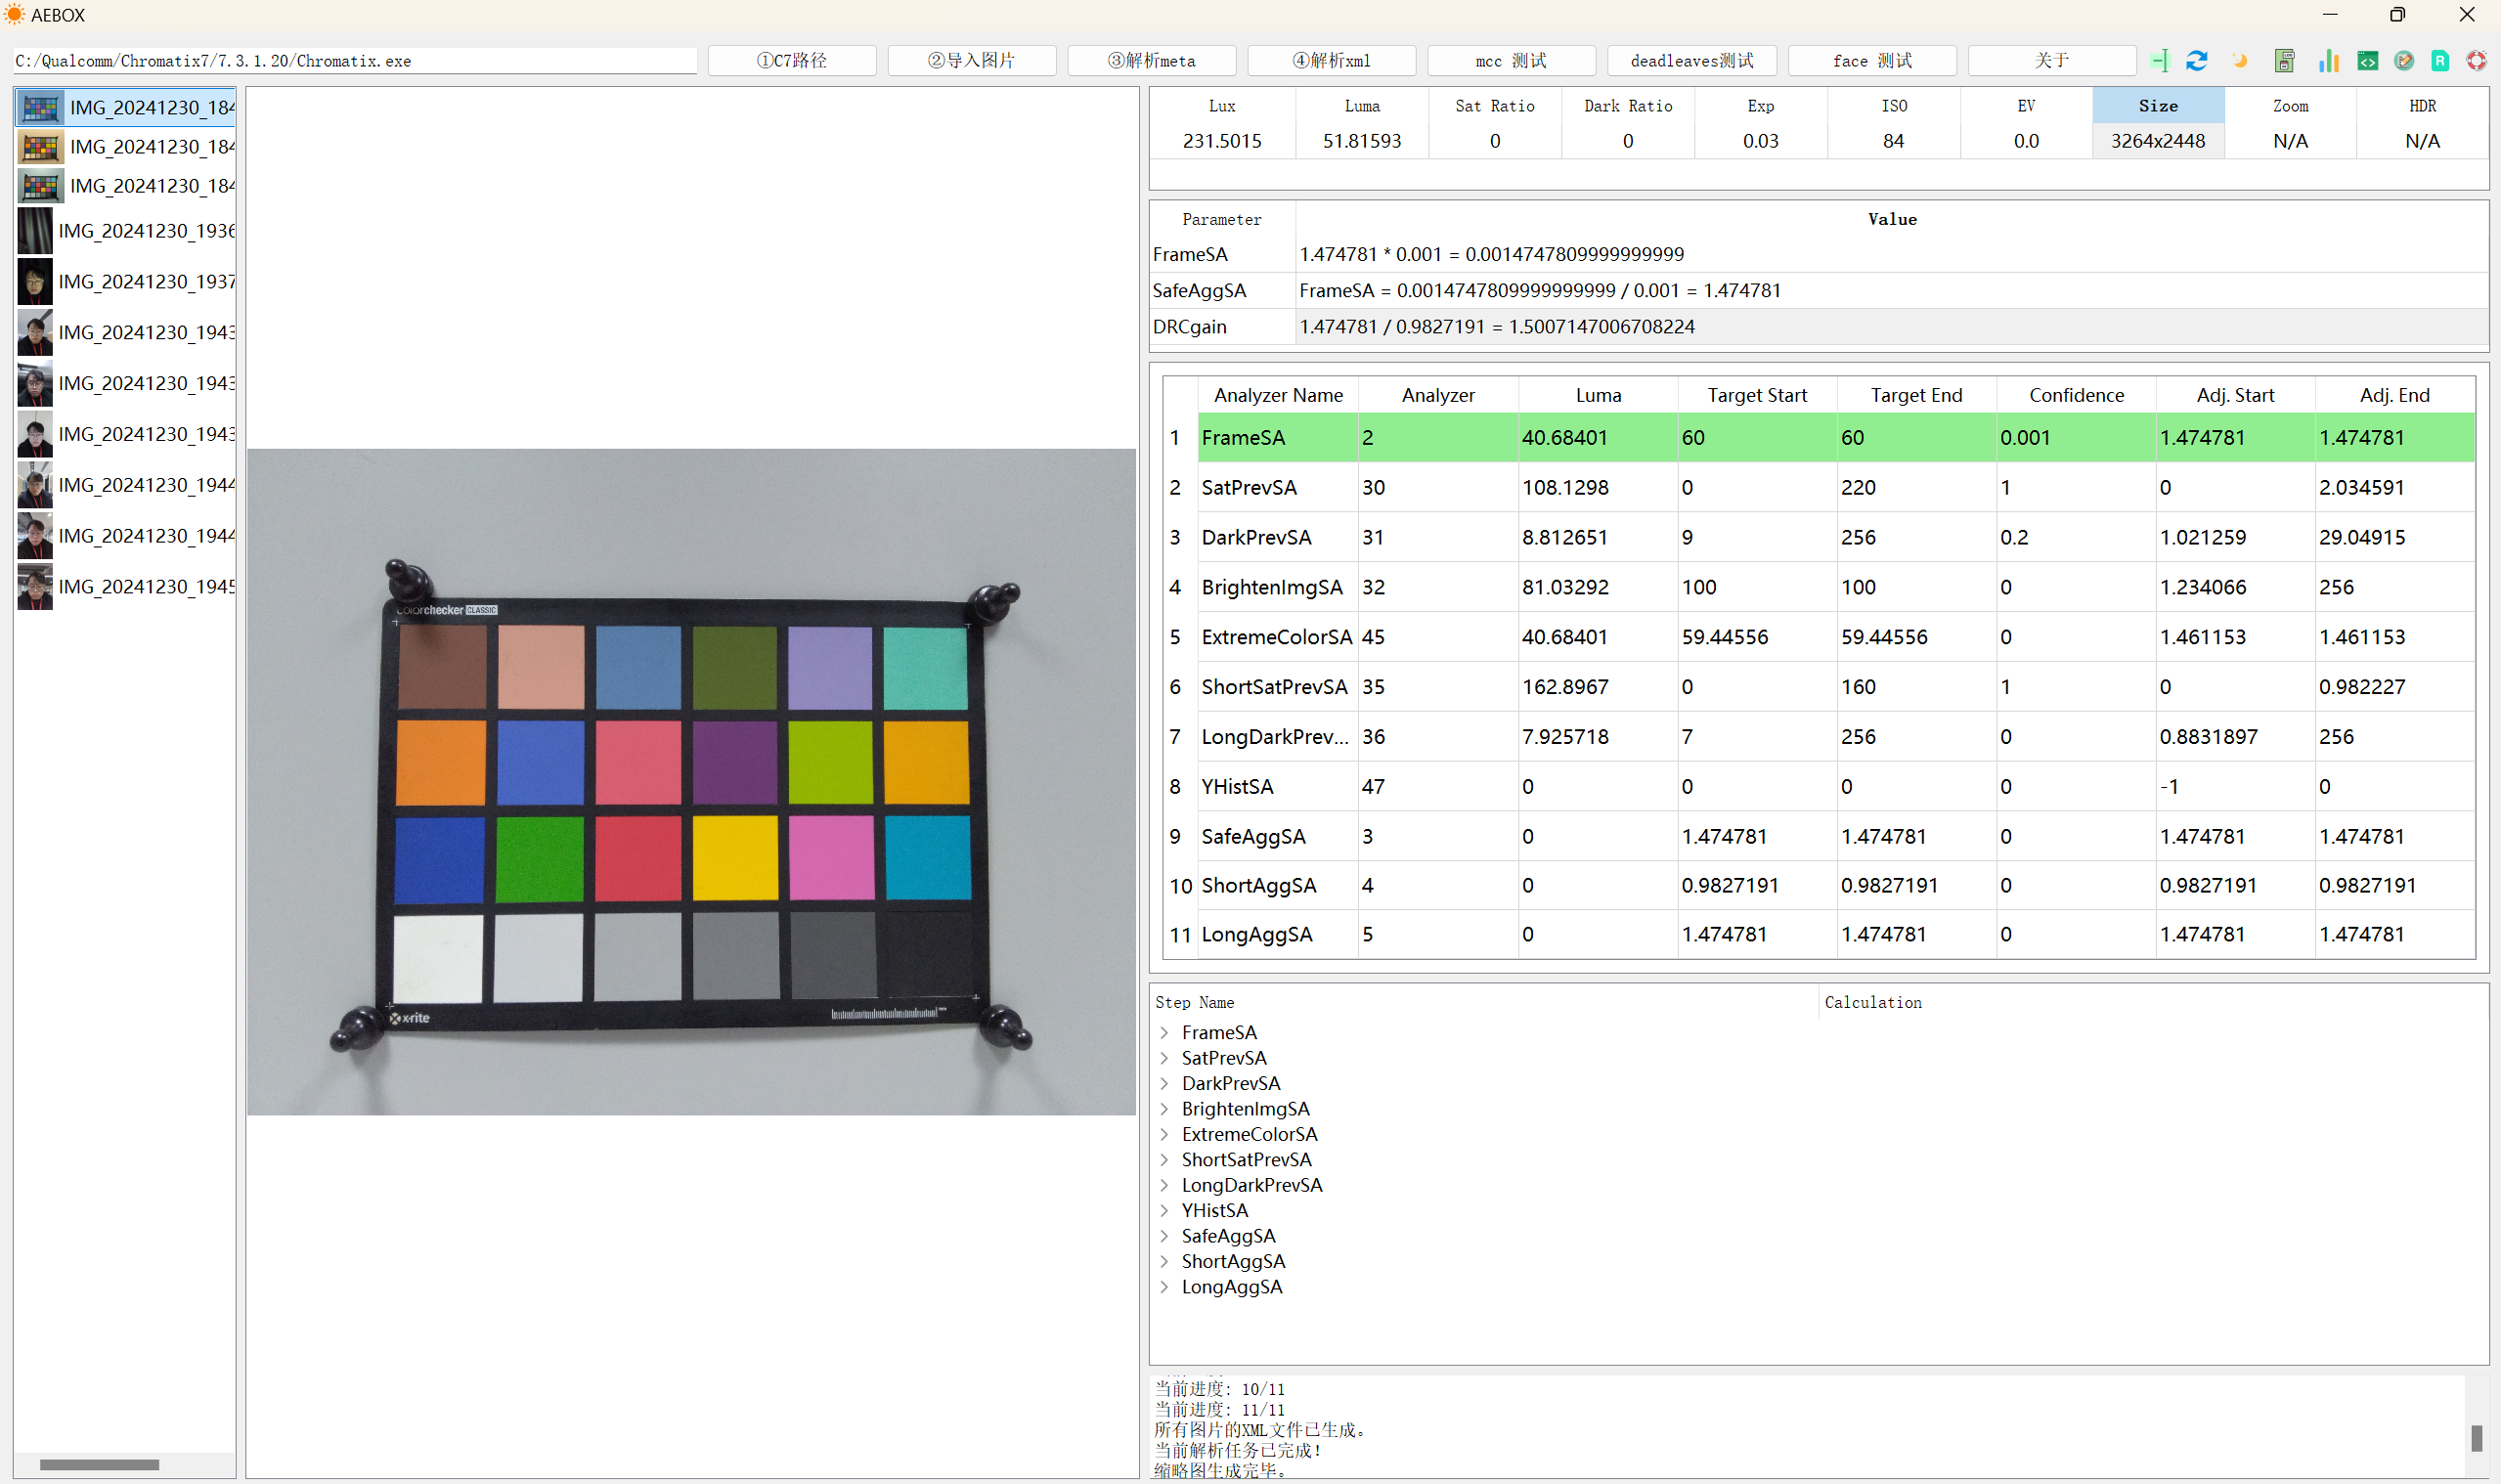 AEBOX
C:/Qualcomm/Chromatix7/7.3.1.20/Chromatix.exe
①C7路径 ②导入图片 ③解析meta ④解析xml mcc 测试 deadleaves测试 face 测试 关于
IMG_20241230_184
IMG_20241230_184
IMG_20241230_184
IMG_20241230_1936
IMG_20241230_1937
IMG_20241230_1943
IMG_20241230_1943
IMG_20241230_1943
IMG_20241230_1944
IMG_20241230_1944
IMG_20241230_1945
colorchecker CLASSIC
x-rite
Lux Luma Sat Ratio Dark Ratio Exp ISO EV Size Zoom HDR
231.5015 51.81593 0 0 0.03 84 0.0 3264x2448 N/A N/A
Parameter Value
FrameSA 1.474781 * 0.001 = 0.0014747809999999999
SafeAggSA FrameSA = 0.0014747809999999999 / 0.001 = 1.474781
DRCgain 1.474781 / 0.9827191 = 1.5007147006708224
Analyzer Name Analyzer Luma Target Start Target End Confidence Adj. Start Adj. End
1 FrameSA 2 40.68401 60 60 0.001 1.474781 1.474781
2 SatPrevSA 30 108.1298 0 220 1 0 2.034591
3 DarkPrevSA 31 8.812651 9 256 0.2 1.021259 29.04915
4 BrightenImgSA 32 81.03292 100 100 0 1.234066 256
5 ExtremeColorSA 45 40.68401 59.44556 59.44556 0 1.461153 1.461153
6 ShortSatPrevSA 35 162.8967 0 160 1 0 0.982227
7 LongDarkPrev... 36 7.925718 7 256 0 0.8831897 256
8 YHistSA 47 0 0 0 0 -1 0
9 SafeAggSA 3 0 1.474781 1.474781 0 1.474781 1.474781
10 ShortAggSA 4 0 0.9827191 0.9827191 0 0.9827191 0.9827191
11 LongAggSA 5 0 1.474781 1.474781 0 1.474781 1.474781
Step Name Calculation
FrameSA
SatPrevSA
DarkPrevSA
BrightenImgSA
ExtremeColorSA
ShortSatPrevSA
LongDarkPrevSA
YHistSA
SafeAggSA
ShortAggSA
LongAggSA
当前进度: 10/11
当前进度: 11/11
所有图片的XML文件已生成。
当前解析任务已完成!
缩略图生成完毕。